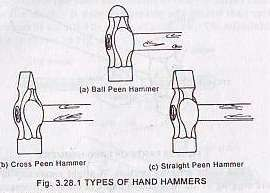 (a) Ball Peen Hammer
(b) Cross Peen Hammer
(c) Straight Peen Hammer
Fig. 3.28.1 TYPES OF HAND HAMMERS